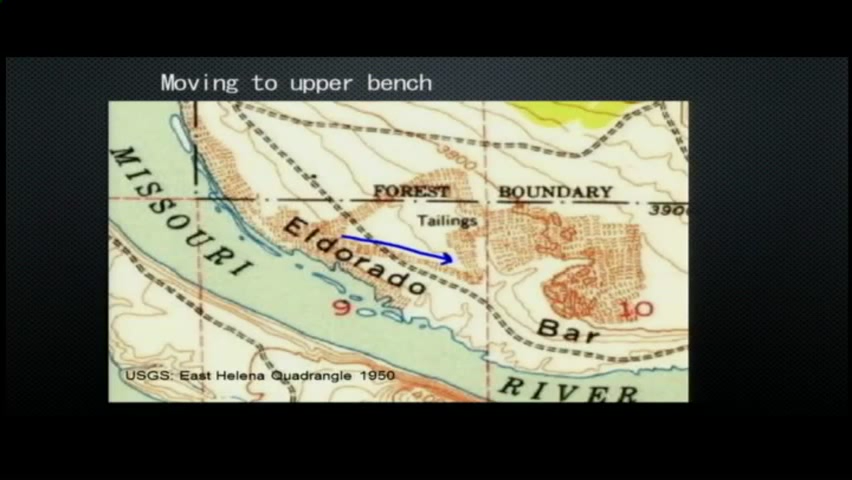 Moving to upper bench
3800
MISSOURI
FOREST BOUNDARY
3900
Tailings
Eldorado
9
10
Bar
USGS: East Helena Quadrangle 1950
RIVER